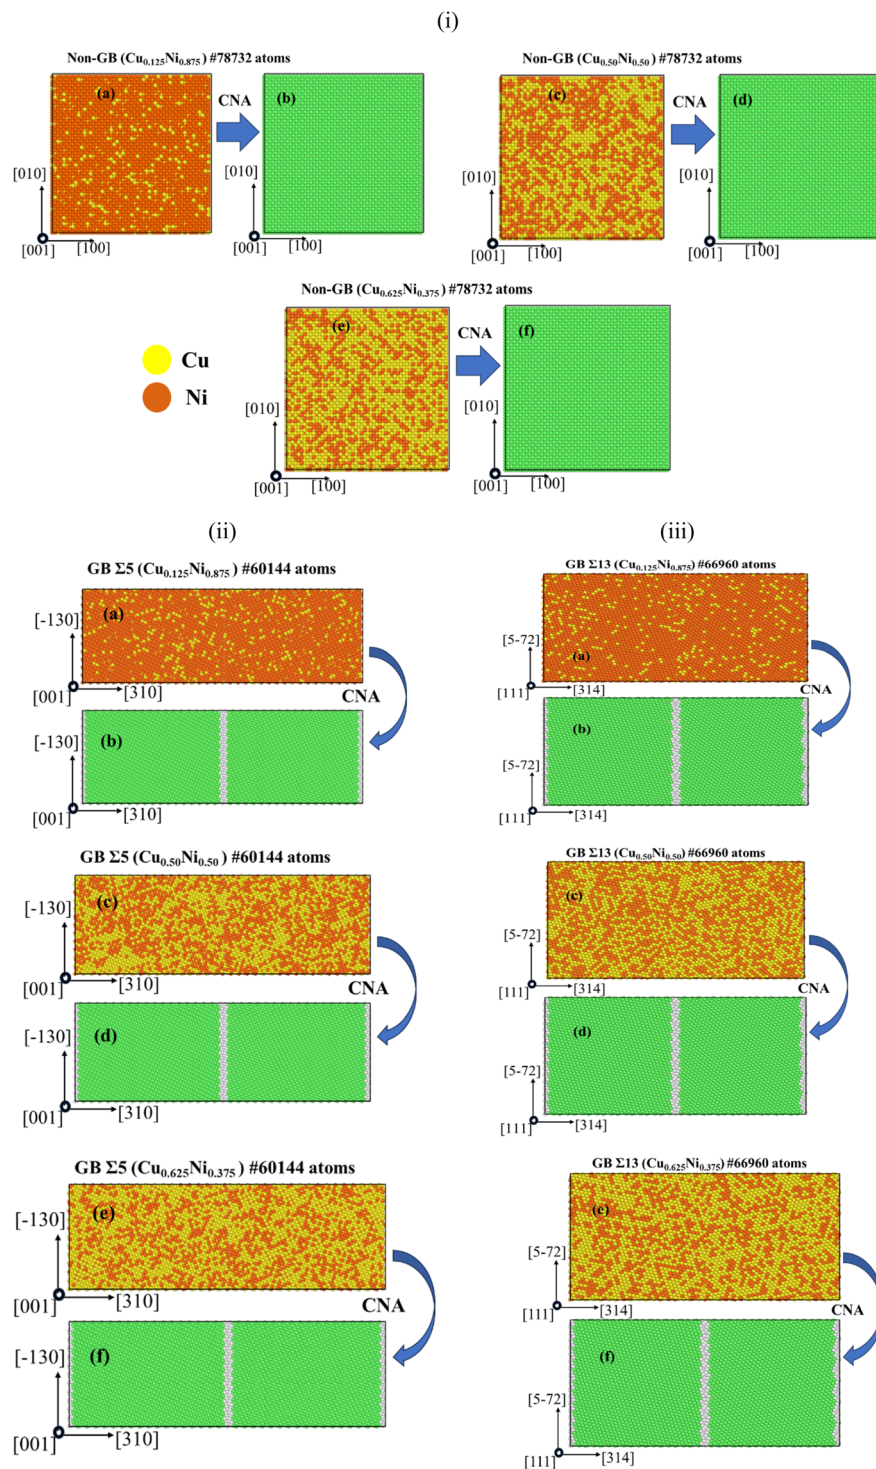 (i)
Non-GB (Cu0.125Ni0.875) #78732 atoms
(a)
CNA
(b)
[010]
[001]
[100]
[010]
[001]
[100]
Non-GB (Cu0.50Ni0.50) #78732 atoms
(c)
CNA
(d)
[010]
[001]
[100]
[010]
[001]
[100]
Non-GB (Cu0.625Ni0.375) #78732 atoms
(e)
CNA
(f)
Cu
Ni
[010]
[001]
[100]
[010]
[001]
[100]
(ii)
GB Σ5 (Cu0.125Ni0.875) #60144 atoms
[-130]
(a)
[001]
[310]
CNA
[-130]
(b)
[001]
[310]
GB Σ5 (Cu0.50Ni0.50) #60144 atoms
[-130]
(c)
[001]
[310]
CNA
[-130]
(d)
[001]
[310]
GB Σ5 (Cu0.625Ni0.375) #60144 atoms
[-130]
(e)
[001]
[310]
CNA
[-130]
(f)
[001]
[310]
(iii)
GB Σ13 (Cu0.125Ni0.875) #66960 atoms
[5-72]
(a)
[111]
[314]
CNA
[5-72]
(b)
[111]
[314]
GB Σ13 (Cu0.50Ni0.50) #66960 atoms
[5-72]
(c)
[111]
[314]
CNA
[5-72]
(d)
[111]
[314]
GB Σ13 (Cu0.625Ni0.375) #66960 atoms
[5-72]
(e)
[111]
[314]
CNA
[5-72]
(f)
[111]
[314]